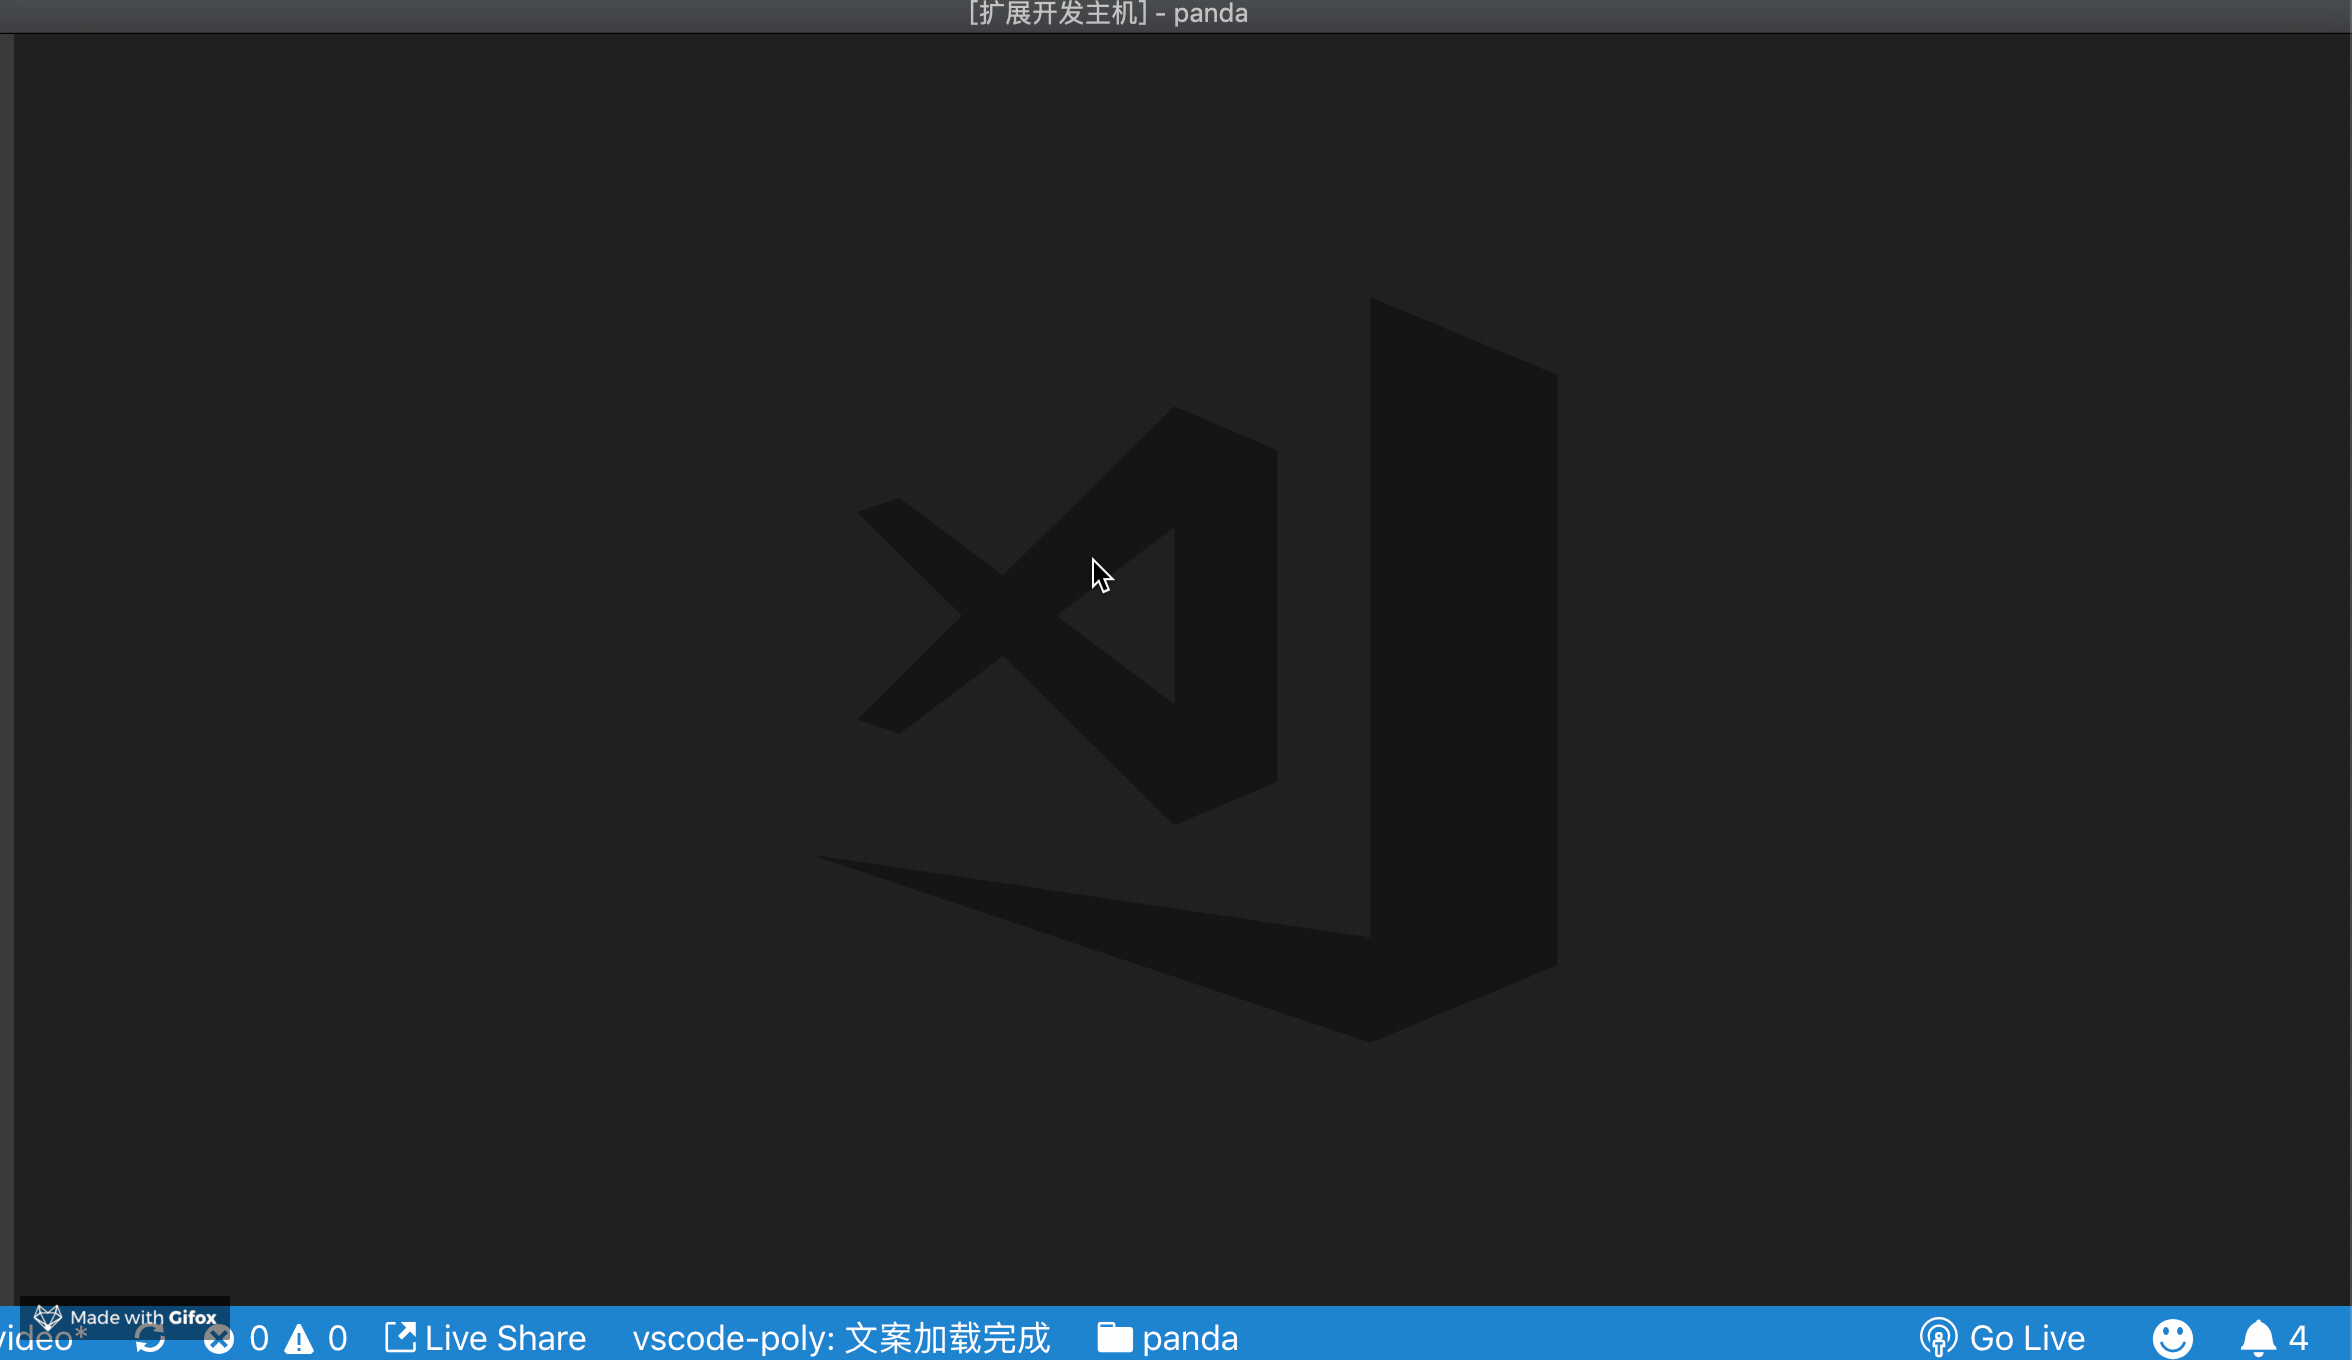 [扩展开发主机] - panda
Made with Gifox
video* 0 0 Live Share vscode-poly: 文案加载完成 panda Go Live 4